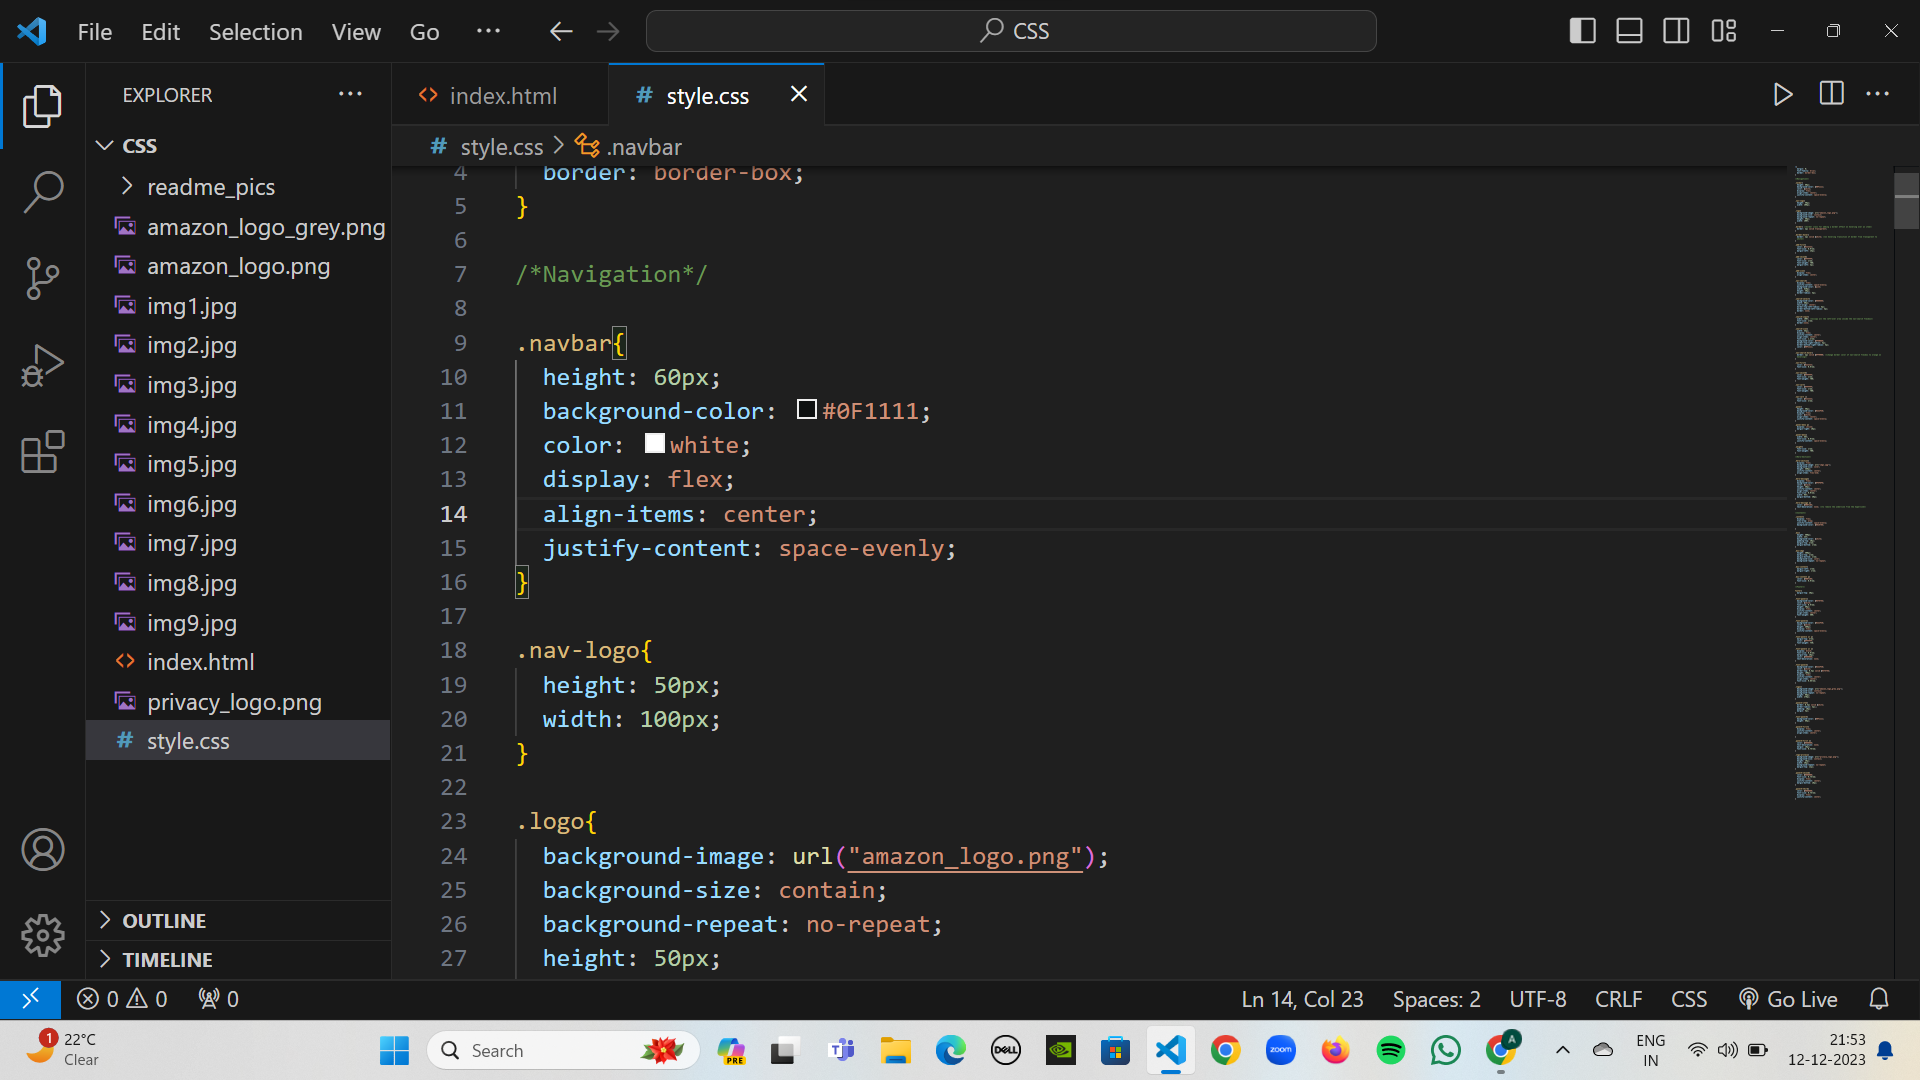 File Edit Selection View Go ··· CSS
EXPLORER ···
CSS
readme_pics
amazon_logo_grey.png
amazon_logo.png
img1.jpg
img2.jpg
img3.jpg
img4.jpg
img5.jpg
img6.jpg
img7.jpg
img8.jpg
img9.jpg
index.html
privacy_logo.png
style.css
OUTLINE
TIMELINE
index.html # style.css
# style.css > .navbar
4 border: border-box;
5 }
6
7 /*Navigation*/
8
9 .navbar{
10 height: 60px;
11 background-color: #0F1111;
12 color: white;
13 display: flex;
14 align-items: center;
15 justify-content: space-evenly;
16 }
17
18 .nav-logo{
19 height: 50px;
20 width: 100px;
21 }
22
23 .logo{
24 background-image: url("amazon_logo.png");
25 background-size: contain;
26 background-repeat: no-repeat;
27 height: 50px;
0 0 0 Ln 14, Col 23 Spaces: 2 UTF-8 CRLF CSS Go Live
1 22°C
Clear
Search
PRE
DELL
zoom
A
ENG
IN
21:53
12-12-2023